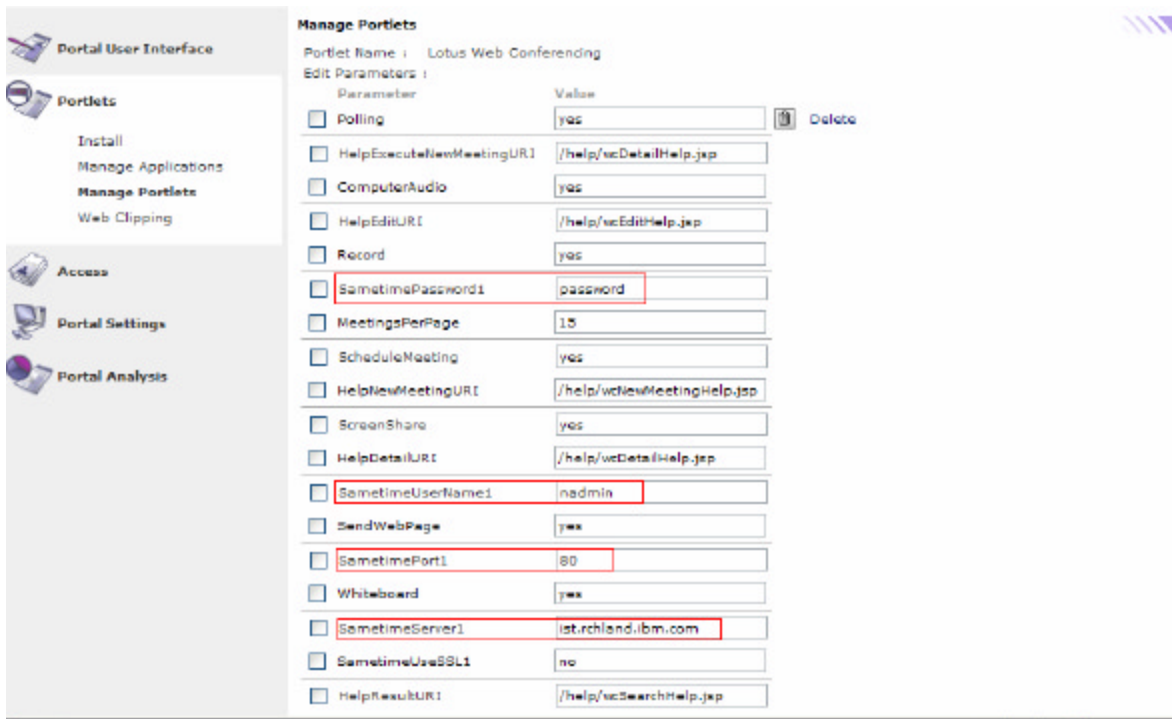 Portal User Interface
Portlets
Install
Manage Applications
Manage Portlets
Web Clipping
Access
Portal Settings
Portal Analysis
Manage Portlets
Portlet Name : Lotus Web Conferencing
Edit Parameters :
Parameter Value
Polling yes Delete
HelpExecuteNewMeetingURI /help/wcDetailHelp.jsp
ComputerAudio yes
HelpEditURI /help/wcEditHelp.jsp
Record yes
SametimePassword1 password
MeetingsPerPage 15
ScheduleMeeting yes
HelpNewMeetingURI /help/wcNewMeetingHelp.jsp
ScreenShare yes
HelpDetailURI /help/wcDetailHelp.jsp
SametimeUserName1 nadmin
SendWebPage yes
SametimePort1 80
Whiteboard yes
SametimeServer1 ist.rchland.ibm.com
SametimeUseSSL1 no
HelpResultURI /help/wcSearchHelp.jsp